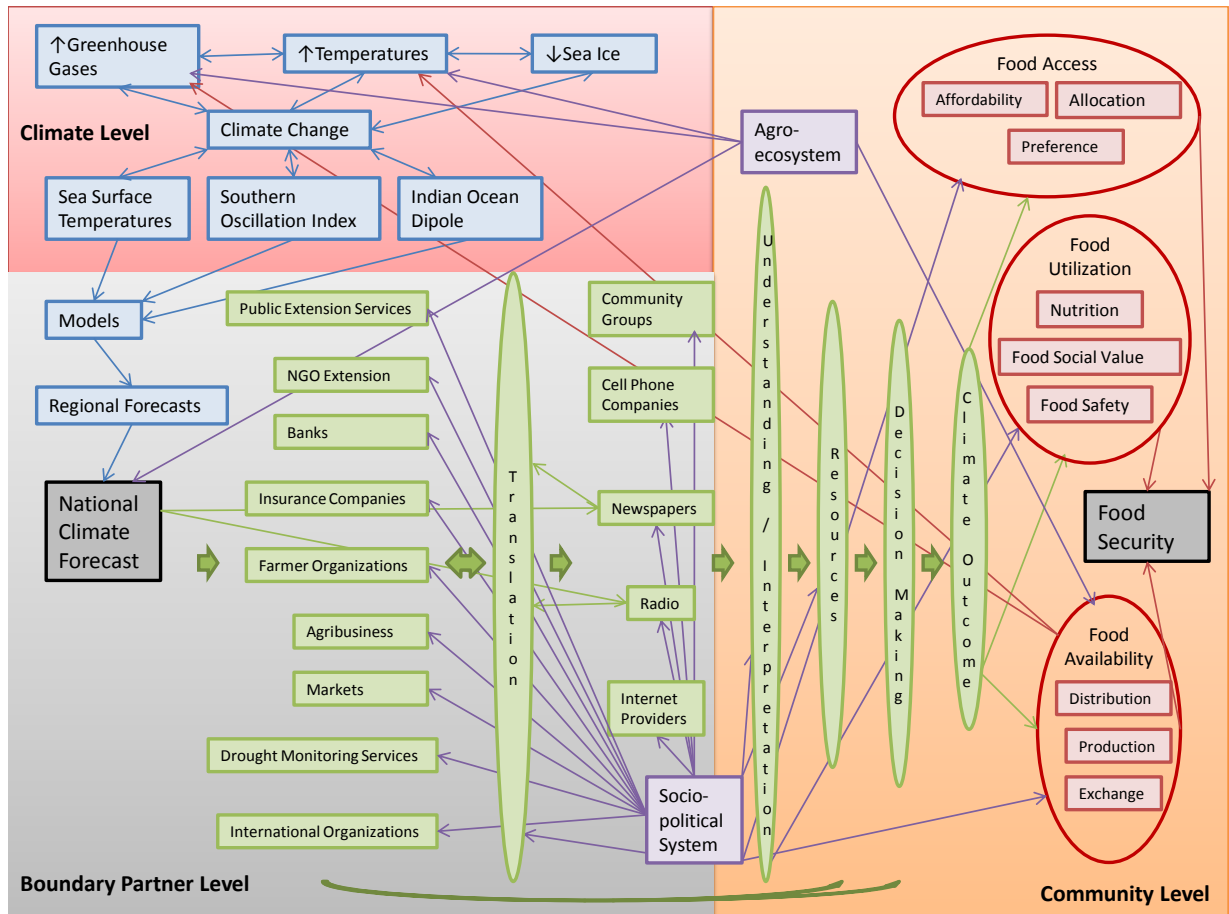 ↑Greenhouse
Gases
↑Temperatures
↓Sea Ice
Climate Level
Climate Change
Sea Surface
Temperatures
Southern
Oscillation Index
Indian Ocean
Dipole
Agro-
ecosystem
Food Access
Affordability
Allocation
Preference
Food
Utilization
Nutrition
Food Social Value
Food Safety
Models
Regional Forecasts
National
Climate
Forecast
Public Extension Services
NGO Extension
Banks
Insurance Companies
Farmer Organizations
Agribusiness
Markets
Drought Monitoring Services
International Organizations
Translation
Community
Groups
Cell Phone
Companies
Newspapers
Radio
Internet
Providers
Socio-
political
System
Understanding / Interpretation
Resources
Decision Making
Climate Outcome
Food
Security
Food
Availability
Distribution
Production
Exchange
Boundary Partner Level
Community Level